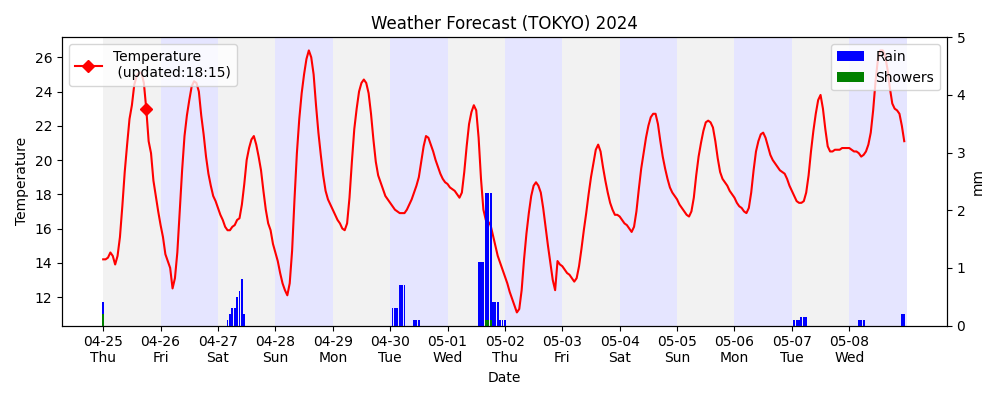 Weather Forecast (TOKYO) 2024
Temperature
(updated:18:15)
Rain
Showers
Temperature
26
24
22
20
18
16
14
12
5
4
3
2
1
0
mm
04-25 04-26 04-27 04-28 04-29 04-30 05-01 05-02 05-03 05-04 05-05 05-06 05-07 05-08
Thu Fri Sat Sun Mon Tue Wed Thu Fri Sat Sun Mon Tue Wed
Date